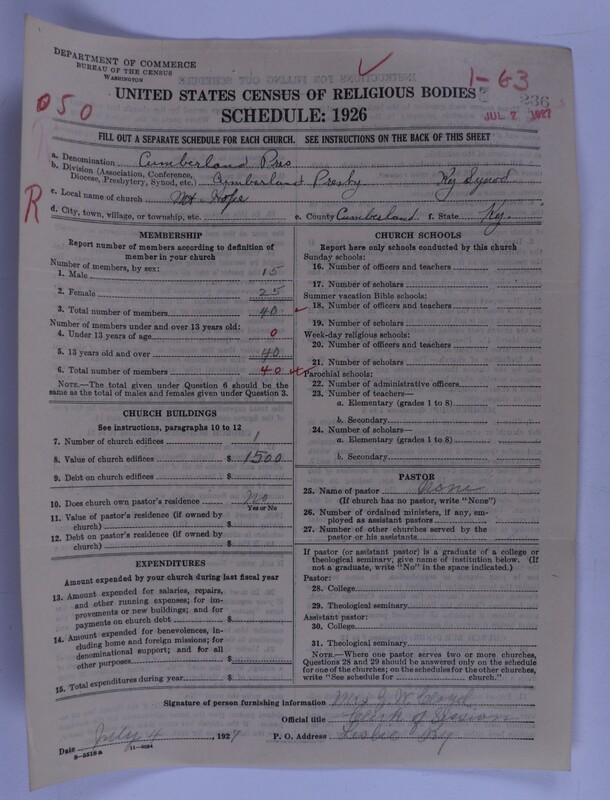 DEPARTMENT OF COMMERCE
BUREAU OF THE CENSUS
WASHINGTON
1-63
236
JUL 7 1927
050
UNITED STATES CENSUS OF RELIGIOUS BODIES
SCHEDULE: 1926
FILL OUT A SEPARATE SCHEDULE FOR EACH CHURCH. SEE INSTRUCTIONS ON THE BACK OF THIS SHEET
a. Denomination Cumberland Pres
b. Division (Association, Conference, Diocese, Presbytery, Synod, etc.) Cumberland Presby Ky Synod
R
c. Local name of church Mt. Hope
d. City, town, village, or township, etc. e. County Cumberland f. State Ky.
MEMBERSHIP
Report number of members according to definition of
member in your church
Number of members, by sex:
1. Male 15
2. Female 25
3. Total number of members 40
Number of members under and over 13 years old:
4. Under 13 years of age 0
5. 13 years old and over 40
6. Total number of members 40
NOTE.—The total given under Question 6 should be the
same as the total of males and females given under Question 3.
CHURCH BUILDINGS
See instructions, paragraphs 10 to 12
7. Number of church edifices 1
8. Value of church edifices $ 1500
9. Debt on church edifices $
10. Does church own pastor's residence No
Yes or No
11. Value of pastor's residence (if owned by
church) $
12. Debt on pastor's residence (if owned by
church) $
EXPENDITURES
Amount expended by your church during last fiscal year
13. Amount expended for salaries, repairs,
and other running expenses; for im-
provements or new buildings; and for
payments on church debt $
14. Amount expended for benevolences, in-
cluding home and foreign missions; for
denominational support; and for all
other purposes $
15. Total expenditures during year $
CHURCH SCHOOLS
Report here only schools conducted by this church
Sunday schools:
16. Number of officers and teachers
17. Number of scholars
Summer vacation Bible schools:
18. Number of officers and teachers
19. Number of scholars
Week-day religious schools:
20. Number of officers and teachers
21. Number of scholars
Parochial schools:
22. Number of administrative officers
23. Number of teachers—
a. Elementary (grades 1 to 8)
b. Secondary
24. Number of scholars—
a. Elementary (grades 1 to 8)
b. Secondary
PASTOR
25. Name of pastor None
(If church has no pastor, write "None")
26. Number of ordained ministers, if any, em-
ployed as assistant pastors
27. Number of other churches served by the
pastor or his assistants
If pastor (or assistant pastor) is a graduate of a college or
theological seminary, give name of institution below. (If
not a graduate, write "No" in the space indicated.)
Pastor:
28. College
29. Theological seminary
Assistant pastor:
30. College
31. Theological seminary
NOTE.—Where one pastor serves two or more churches,
Questions 28 and 29 should be answered only on the schedule
for one of the churches; on the schedules for the other churches,
write "See schedule for church."
Signature of person furnishing information Mrs J. W. Lloyd
Official title Clerk of Session
Date July 4, 1927 P. O. Address Leslie Ky
8-5518 a 11-9024